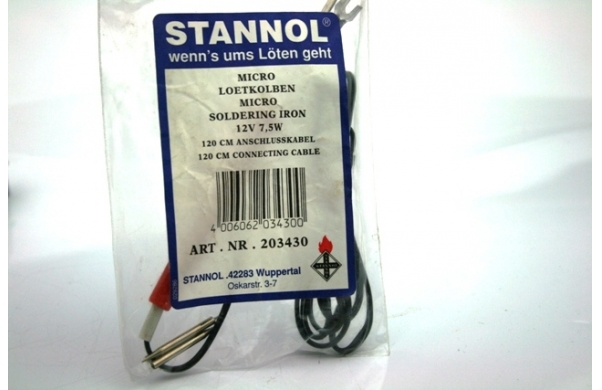 STANNOL®
wenn's ums Löten geht
MICRO
LOETKOLBEN
MICRO
SOLDERING IRON
12V 7,5W
120 CM ANSCHLUSSKABEL
120 CM CONNECTING CABLE
4 006062 034300
ART . NR . 203430
STANNOL .42283 Wuppertal
Oskarstr. 3-7